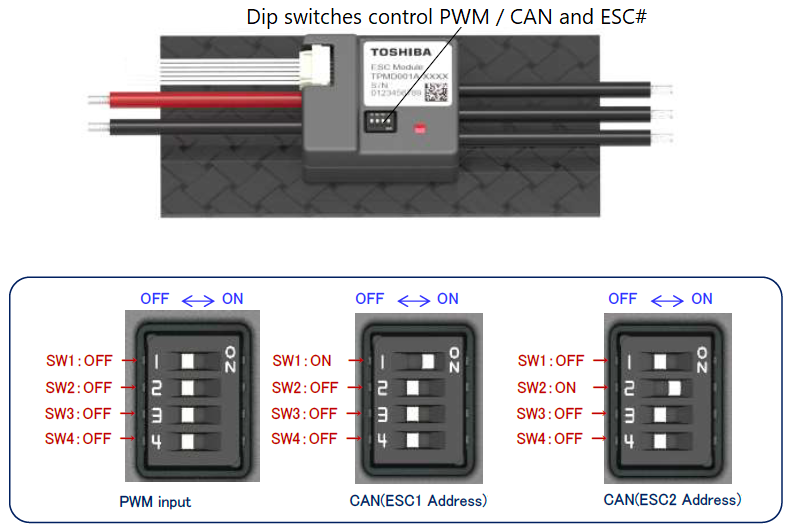 Dip switches control PWM / CAN and ESC#
TOSHIBA
ESC Module
TPMD001A-XXXX
S/N
0123456789
OFF ON
OFF ON
OFF ON
SW1:OFF
SW2:OFF
SW3:OFF
SW4:OFF
1
2
3
4
ON
PWM input
SW1:ON
SW2:OFF
SW3:OFF
SW4:OFF
1
2
3
4
ON
CAN(ESC1 Address)
SW1:OFF
SW2:ON
SW3:OFF
SW4:OFF
1
2
3
4
ON
CAN(ESC2 Address)